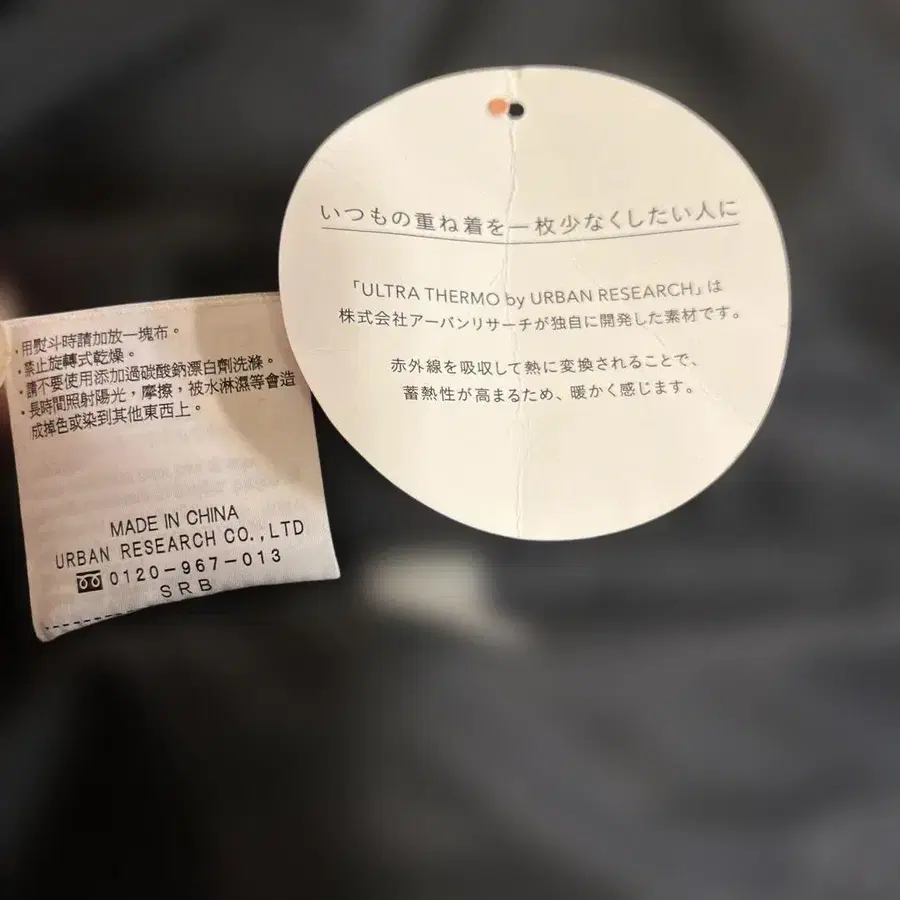 いつもの重ね着を一枚少なくしたい人に
「ULTRA THERMO by URBAN RESEARCH」は
株式会社アーバンリサーチが独自に開発した素材です。
赤外線を吸収して熱に変換されることで、
蓄熱性が高まるため、暖かく感じます。
・用熨斗時請加放一塊布。
・禁止旋轉式乾燥。
・請不要使用添加過碳酸鈉漂白劑洗滌。
・長時間照射陽光，摩擦，被水淋濕等會造
成掉色或染到其他東西上。
MADE IN CHINA
URBAN RESEARCH CO.,LTD
0120-967-013
SRB